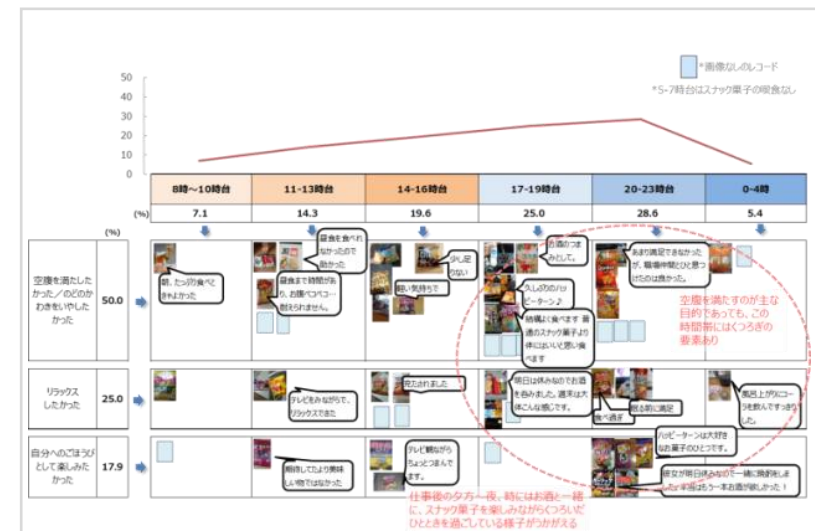 *画像なしのレコード
*5-7時台はスナック菓子の喫食なし
50
40
30
20
10
0
8時～10時台 11-13時台 14-16時台 17-19時台 20-23時台 0-4時
(%) 7.1 14.3 19.6 25.0 28.6 5.4
(%)
空腹を満たした
かった／のどのか
わきをいやした
かった
50.0
朝、たっぷり食べと
きゃよかった
昼食を食べれ
なかったので
助かった
昼食まで時間があ
り、お腹ペコペコ…
耐えられません。
少し足
りない
軽い気持ちで
お酒のつま
みとして。
久しぶりのハッ
ピーターン♪
結構よく食べます 普
通のスナック菓子より
体にはいいと思い食
べます
あまり満足できなかった
が、職場仲間とひと息つ
けたのは良かった。
空腹を満たすのが主な
目的であっても、この
時間帯にはくつろぎの
要素あり
リラックス
したかった
25.0
テレビをみながらで、
リラックスできた
充たされました
明日は休みなのでお酒
を呑みました。週末は大
体こんな感じです。
食べ過ぎ
寝る前に満足
風呂上がりにコー
ラを飲んですっきり
した。
自分へのごほうび
として楽しみた
かった
17.9
期待してたより美味
しい物ではなかった
テレビ観ながら
ちょっとつまんで
ます。
ハッピーターンは大好き
なお菓子のひとつです。
彼女が明日休みなので一緒に晩酌をしま
した。本当はもう一本お酒が欲しかった！
仕事後の夕方～夜、時にはお酒と一緒
に、スナック菓子を楽しみながらくつろいだ
ひとときを過ごしている様子がうかがえる